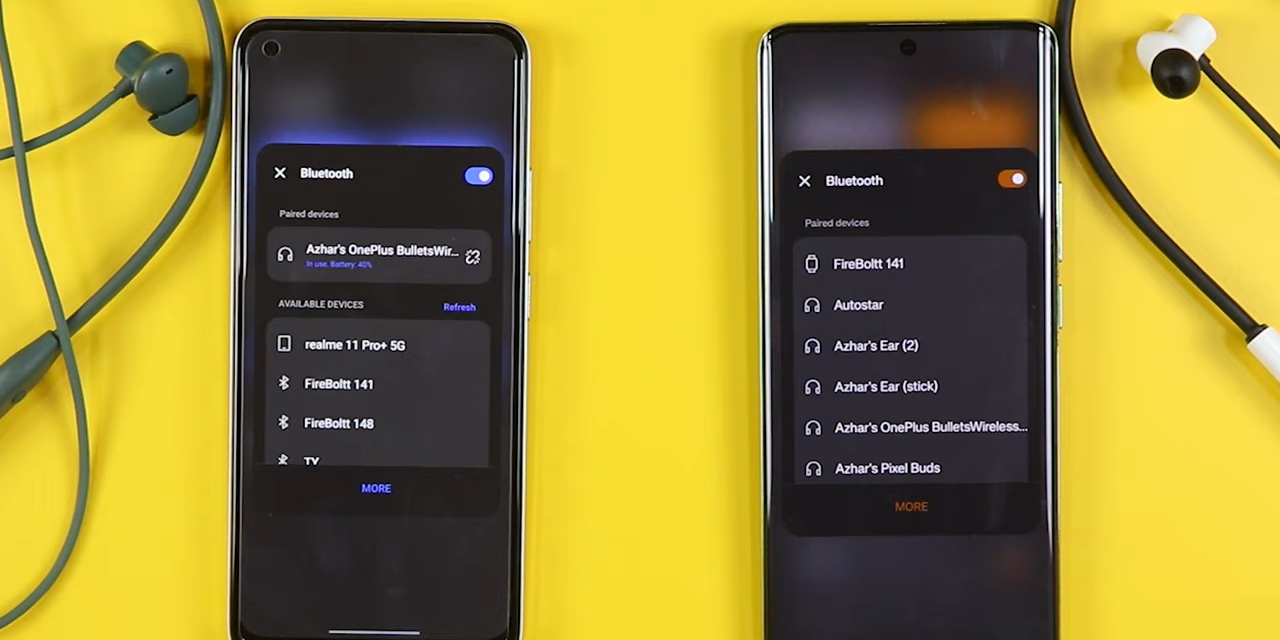 Bluetooth
Paired devices
Azhar's OnePlus BulletsWir...
In use. Battery: 40%
AVAILABLE DEVICES
Refresh
realme 11 Pro+ 5G
FireBoltt 141
FireBoltt 148
TY
MORE
Bluetooth
Paired devices
FireBoltt 141
Autostar
Azhar's Ear (2)
Azhar's Ear (stick)
Azhar's OnePlus BulletsWireless...
Azhar's Pixel Buds
MORE